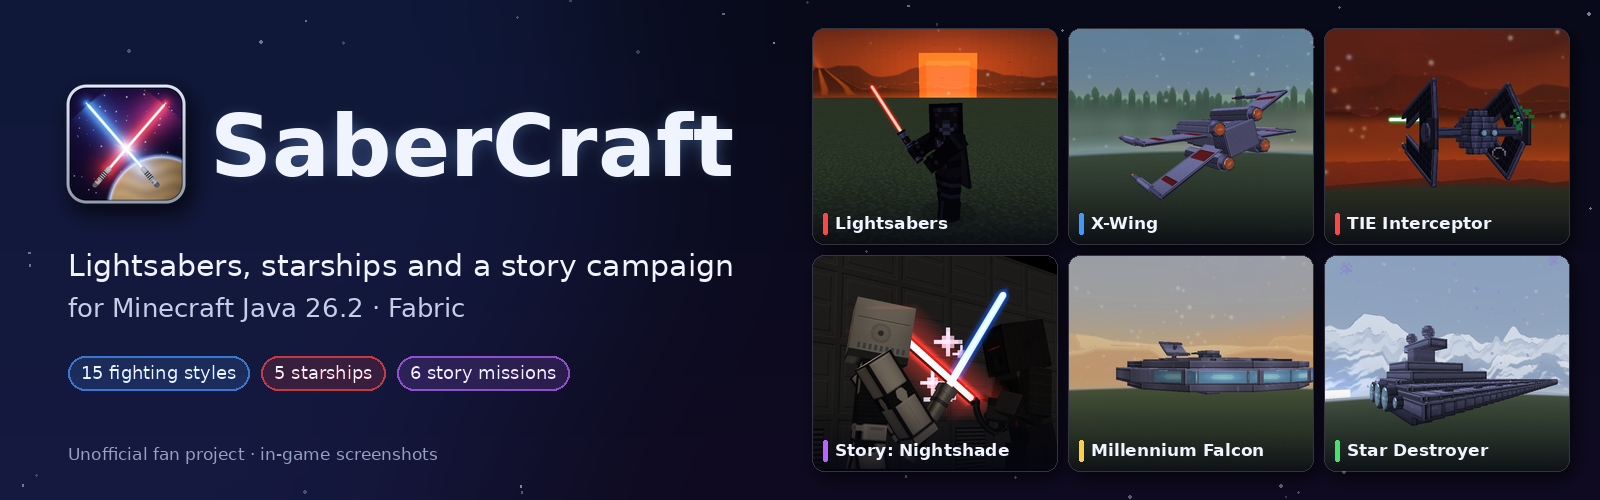 SaberCraft
Lightsabers, starships and a story campaign
for Minecraft Java 26.2 · Fabric
15 fighting styles
5 starships
6 story missions
Unofficial fan project · in-game screenshots
Lightsabers
X-Wing
TIE Interceptor
Story: Nightshade
Millennium Falcon
Star Destroyer